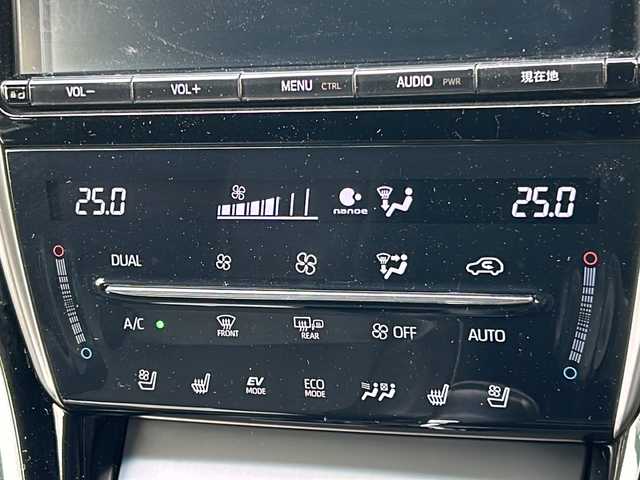 VOL− VOL+ MENU CTRL AUDIO PWR 現在地
25.0 nanoe 25.0
DUAL
A/C FRONT REAR OFF AUTO
EV MODE ECO MODE